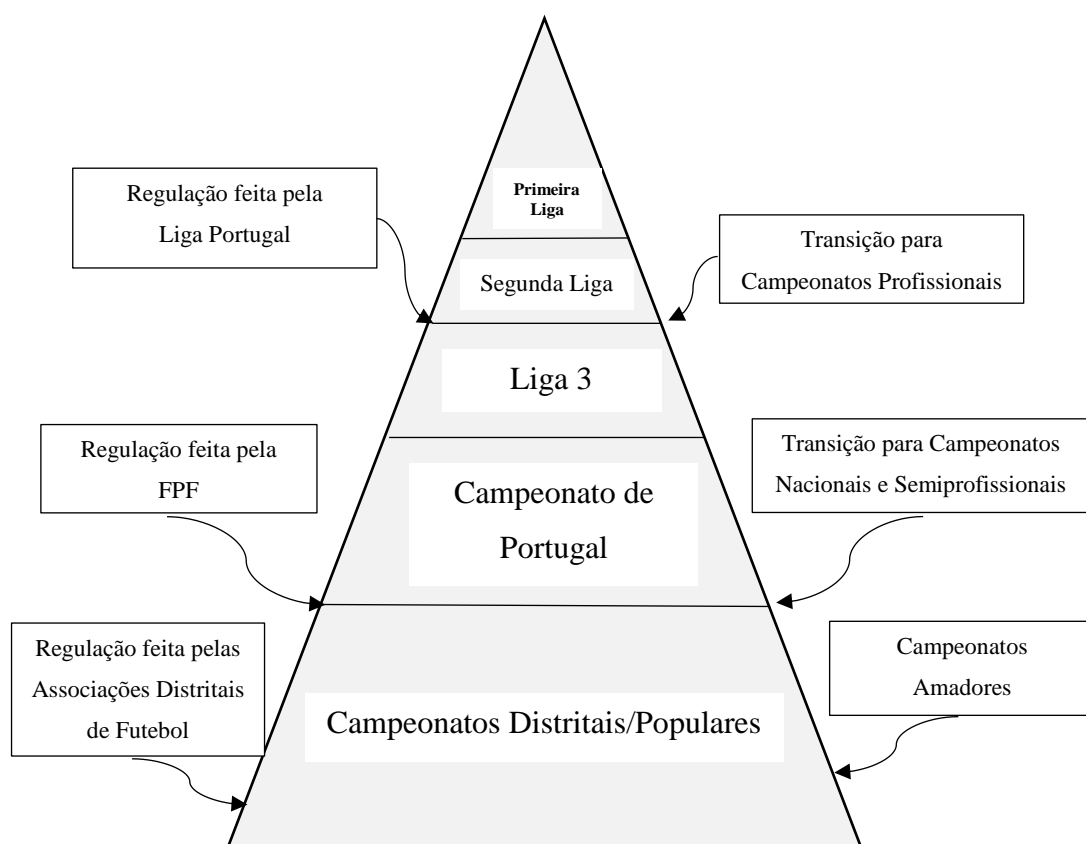 Primeira
Liga
Regulação feita pela
Liga Portugal
Transição para
Campeonatos Profissionais
Segunda Liga
Liga 3
Regulação feita pela
FPF
Transição para Campeonatos
Nacionais e Semiprofissionais
Campeonato de
Portugal
Regulação feita pelas
Associações Distritais
de Futebol
Campeonatos
Amadores
Campeonatos Distritais/Populares